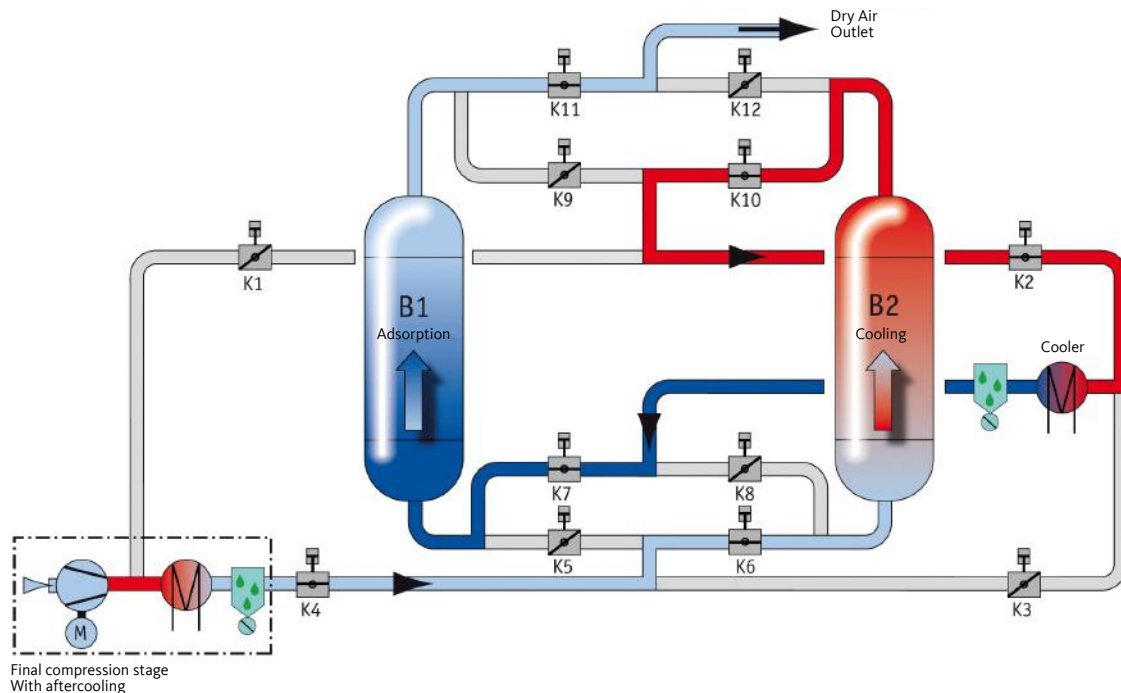 Dry Air
Outlet
K11
K12
K9
K10
K1
K2
B1
Adsorption
B2
Cooling
Cooler
K7
K8
K5
K6
K4
K3
M
Final compression stage
With aftercooling